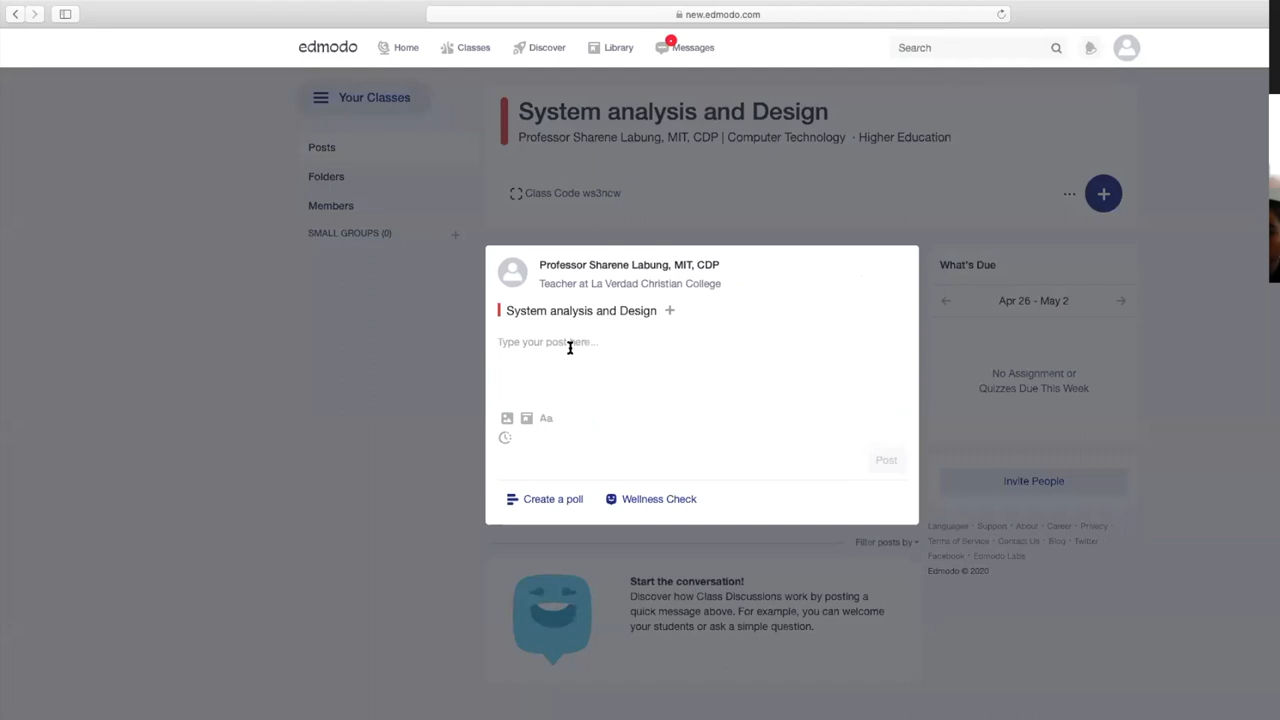 new.edmodo.com
edmodo Home Classes Discover Library Messages Search
Your Classes
Posts
Folders
Members
SMALL GROUPS (0) +
System analysis and Design
Professor Sharene Labung, MIT, CDP | Computer Technology · Higher Education
Class Code ws3ncw
Professor Sharene Labung, MIT, CDP
Teacher at La Verdad Christian College
System analysis and Design +
Type your post here...
Aa
Post
Create a poll Wellness Check
What's Due
Apr 26 - May 2
No Assignment or
Quizzes Due This Week
Invite People
Languages · Support · About · Career · Privacy ·
Terms of Service · Contact Us · Blog · Twitter
Facebook · Edmodo Labs
Edmodo © 2020
Filter posts by
Start the conversation!
Discover how Class Discussions work by posting a
quick message above. For example, you can welcome
your students or ask a simple question.